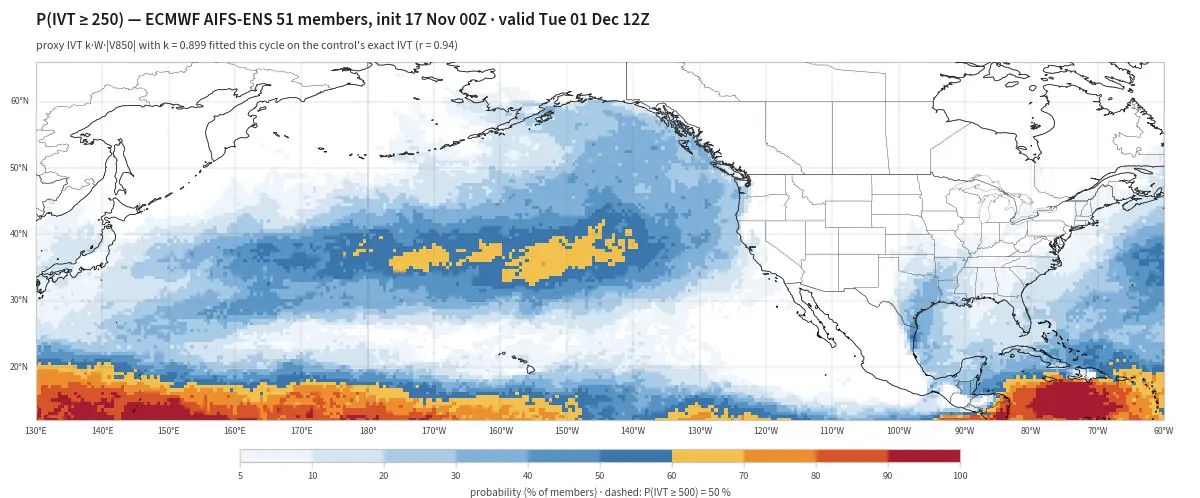 P(IVT ≥ 250) — ECMWF AIFS-ENS 51 members, init 17 Nov 00Z · valid Tue 01 Dec 12Z
proxy IVT k·W·|V850| with k = 0.899 fitted this cycle on the control's exact IVT (r = 0.94)
60°N
50°N
40°N
30°N
20°N
130°E 140°E 150°E 160°E 170°E 180° 170°W 160°W 150°W 140°W 130°W 120°W 110°W 100°W 90°W 80°W 70°W 60°W
5 10 20 30 40 50 60 70 80 90 100
probability (% of members) · dashed: P(IVT ≥ 500) = 50 %